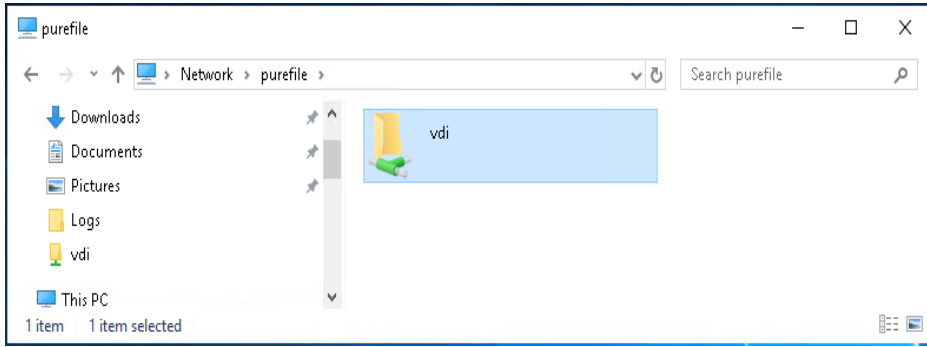 purefile
Network > purefile >
Search purefile
Downloads
vdi
Documents
Pictures
Logs
vdi
This PC
1 item 1 item selected